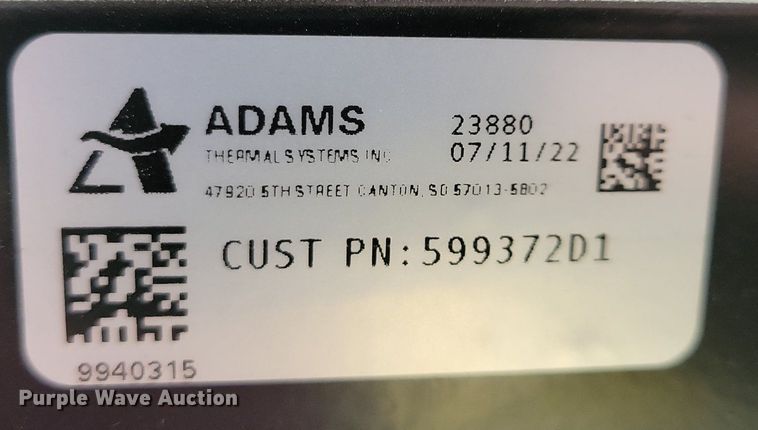 ADAMS
THERMAL SYSTEMS INC
47920 5TH STREET CANTON, SD 57013-5802
23880
07/11/22
CUST PN:599372D1
9940315
Purple Wave Auction